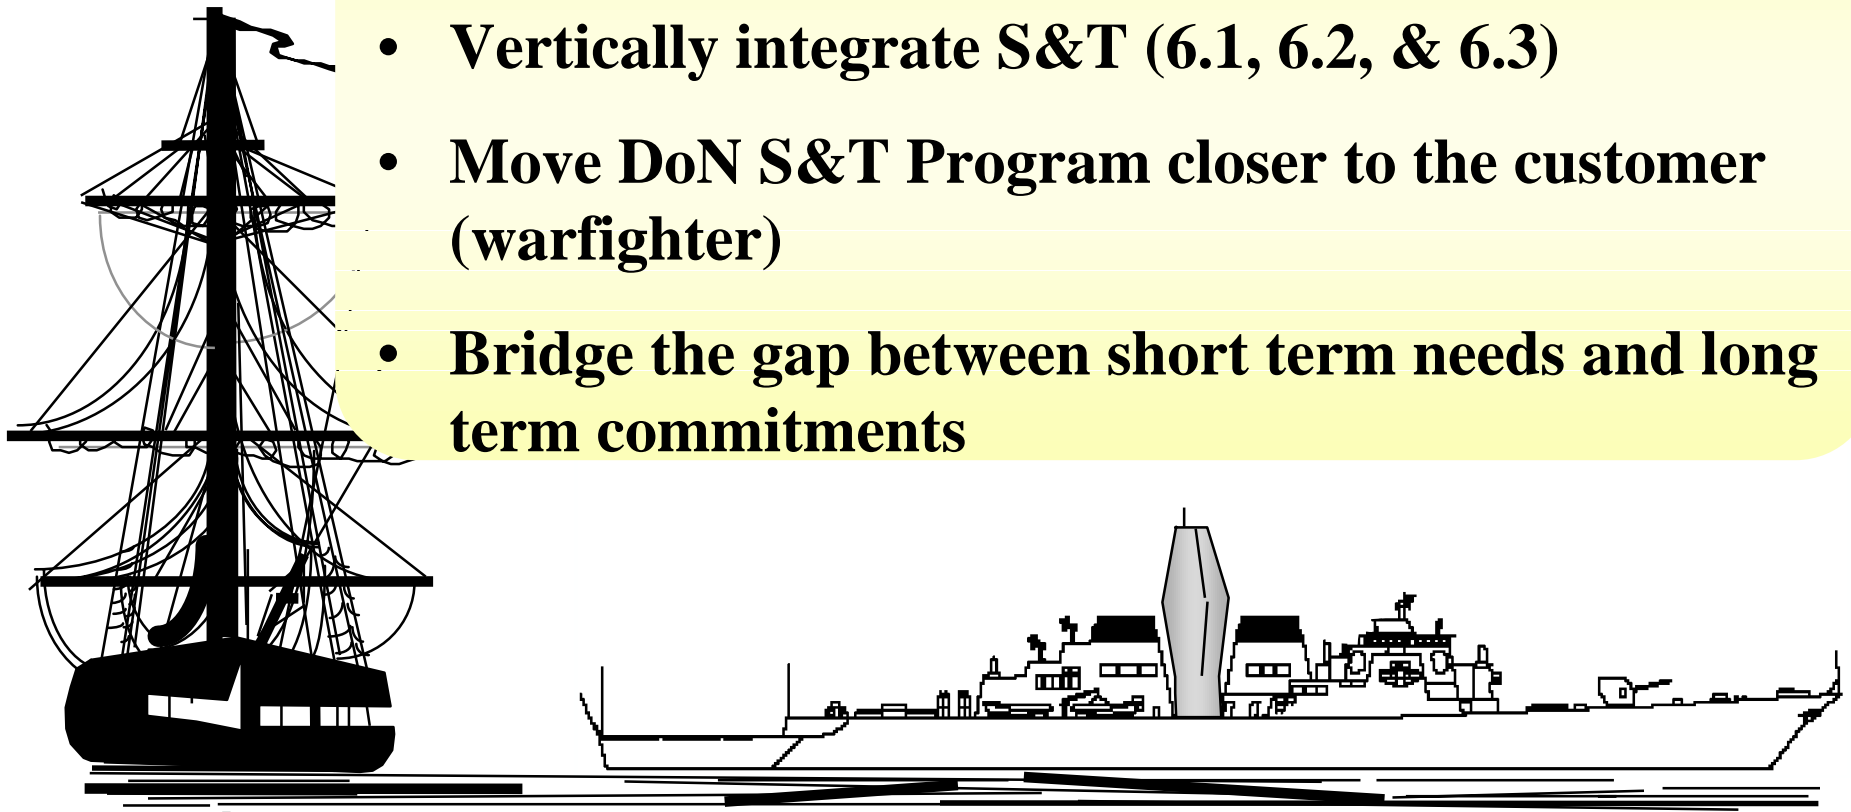 • Vertically integrate S&T (6.1, 6.2, & 6.3)
• Move DoN S&T Program closer to the customer
(warfighter)
• Bridge the gap between short term needs and long
term commitments